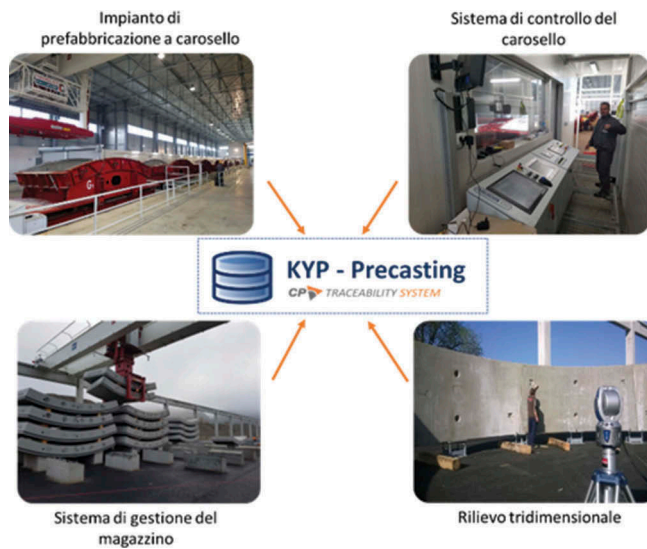 Impianto di
prefabbricazione a carosello
Sistema di controllo del
carosello
G-
KYP - Precasting
CP TRACEABILITY SYSTEM
Sistema di gestione del
magazzino
Rilievo tridimensionale